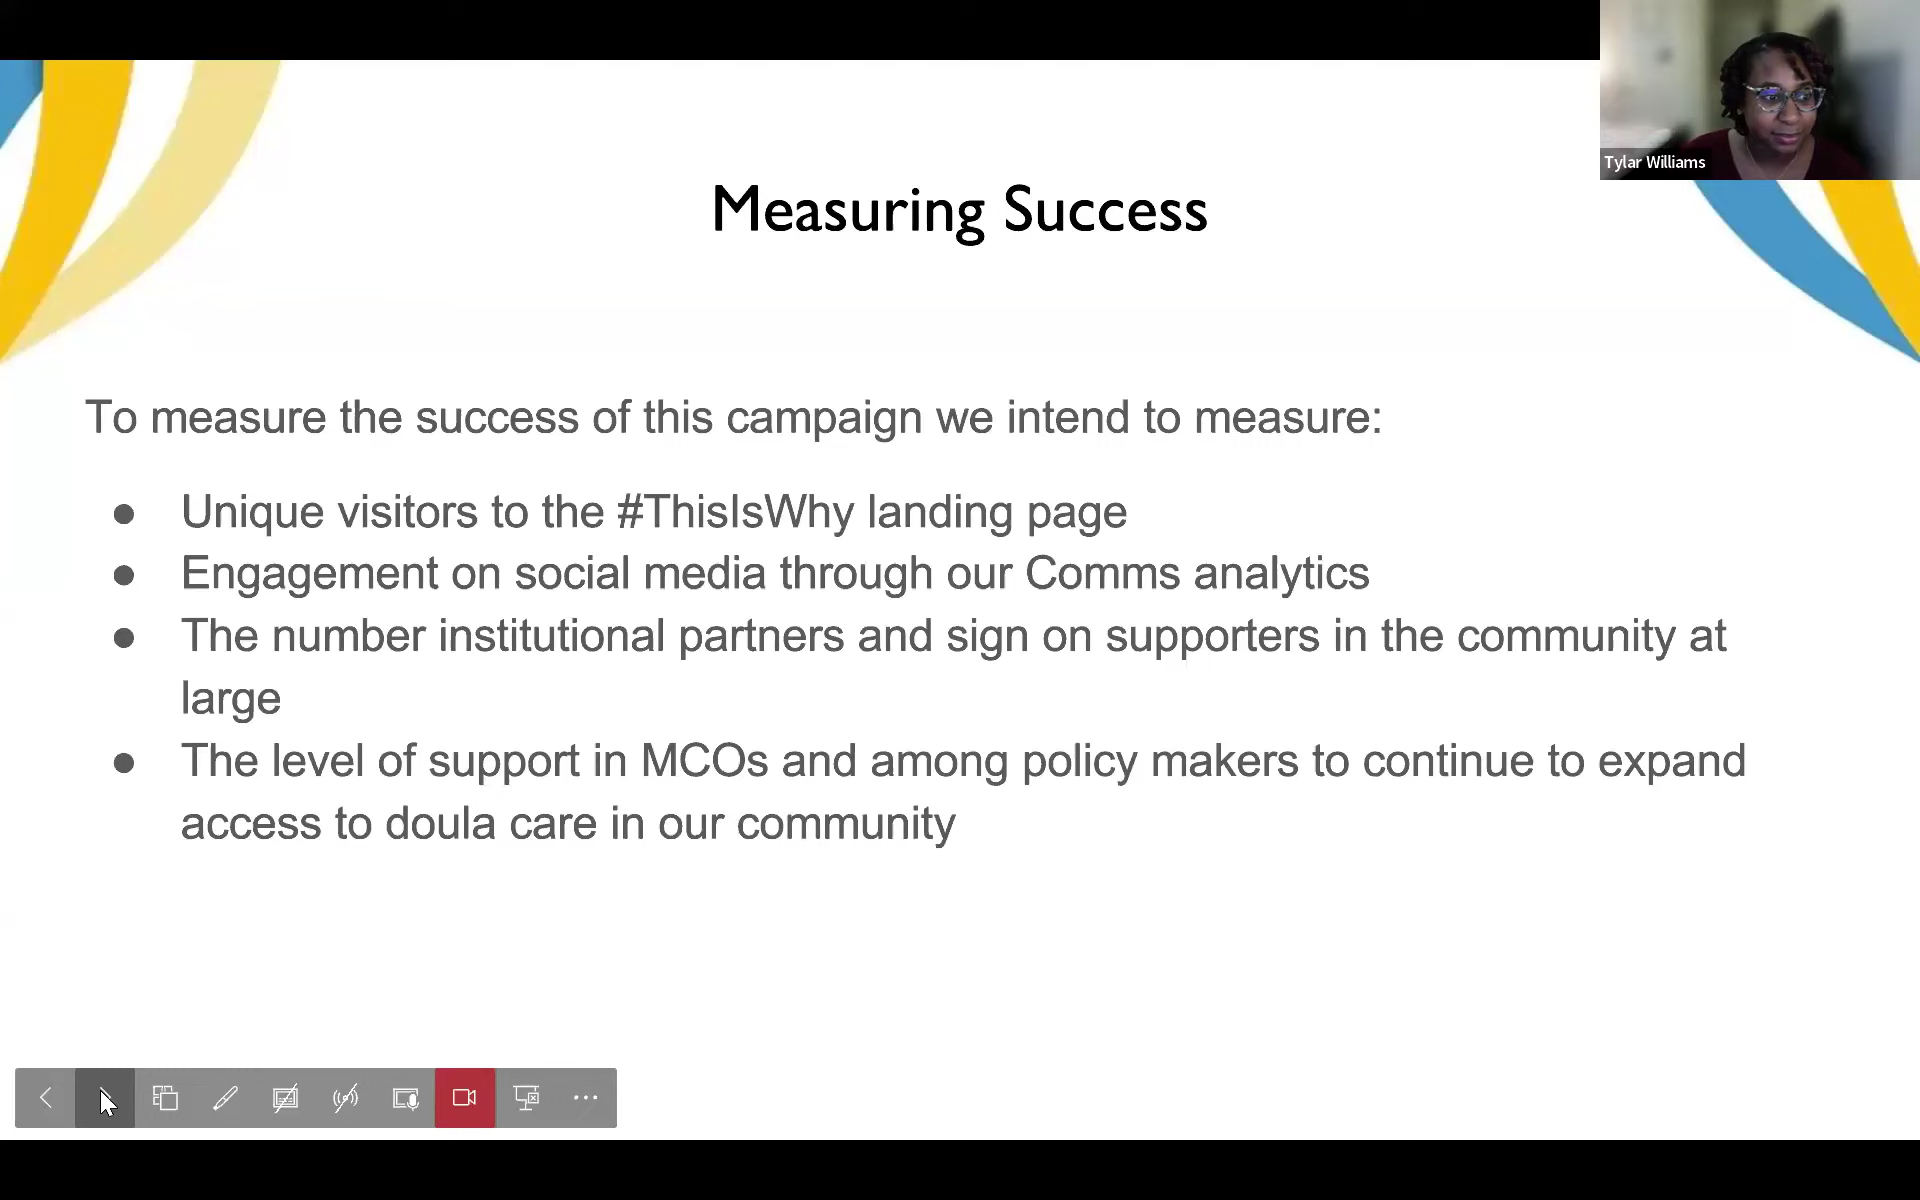 Tylar Williams
Measuring Success
To measure the success of this campaign we intend to measure:
● Unique visitors to the #ThisIsWhy landing page
● Engagement on social media through our Comms analytics
● The number institutional partners and sign on supporters in the community at
large
● The level of support in MCOs and among policy makers to continue to expand
access to doula care in our community